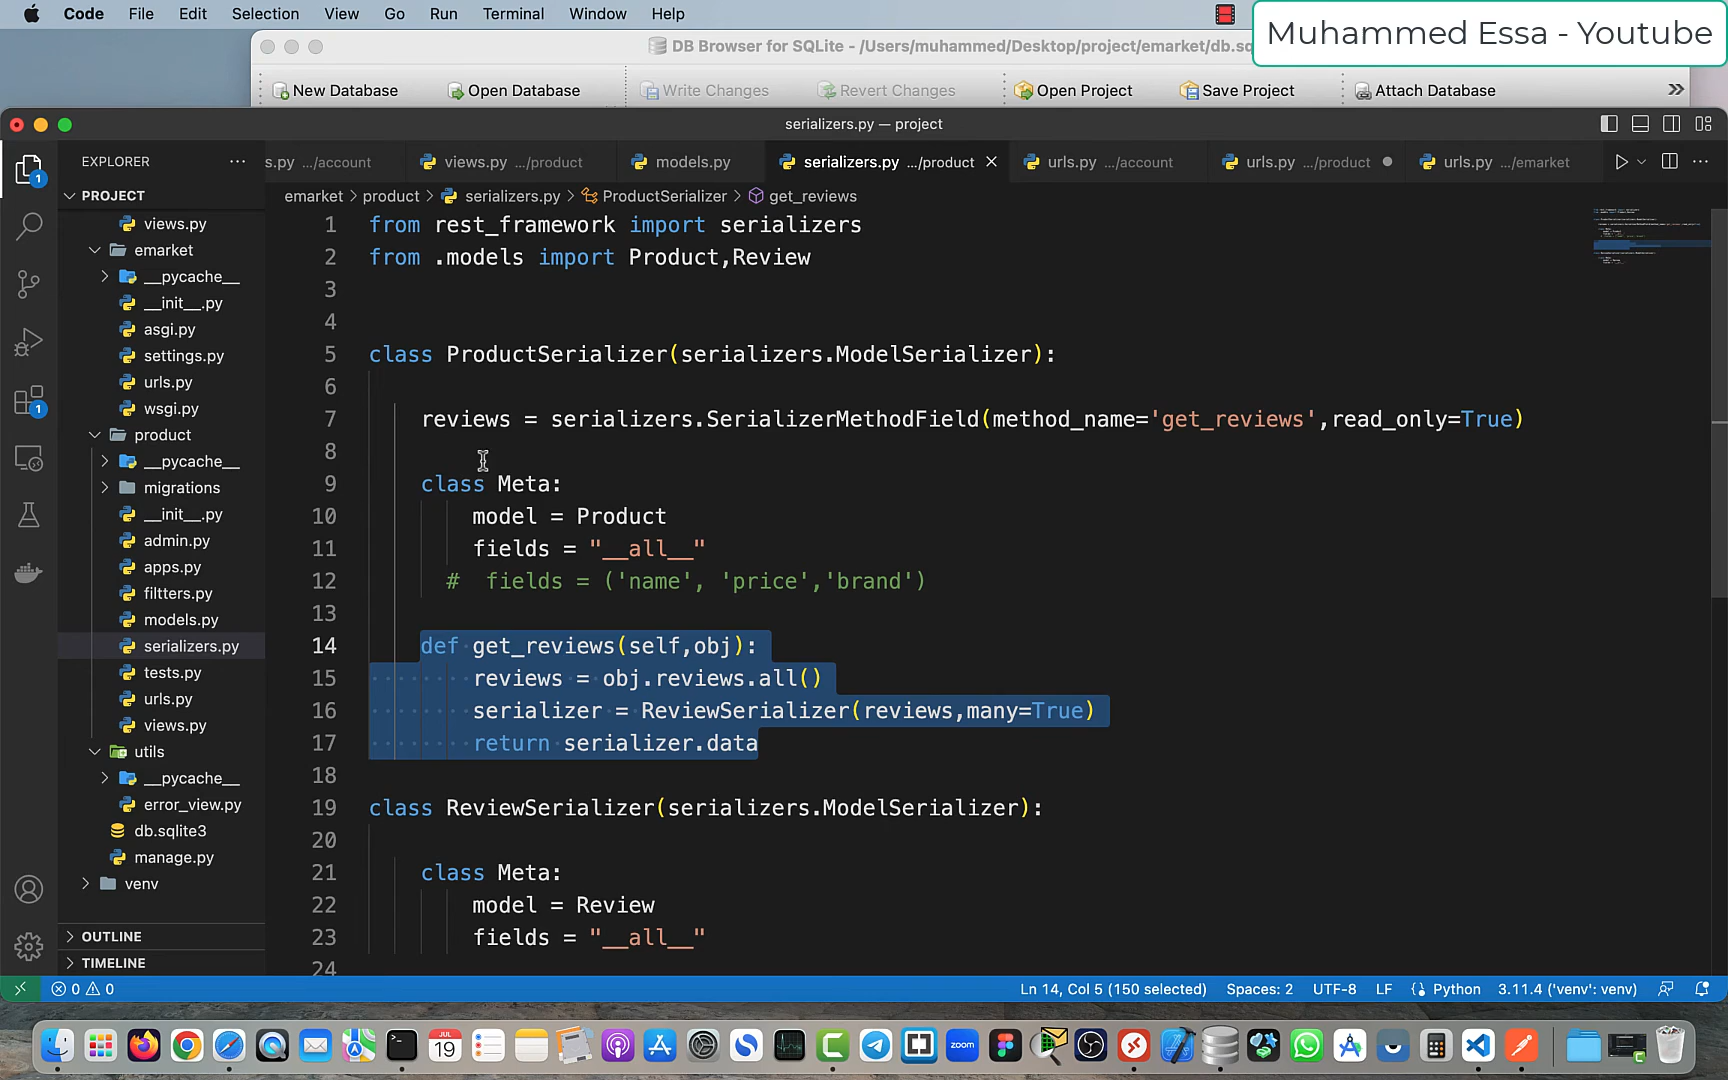 Code File Edit Selection View Go Run Terminal Window Help
Muhammed Essa - Youtube
DB Browser for SQLite - /Users/muhammed/Desktop/project/emarket/db.sq
New Database Open Database Write Changes Revert Changes Open Project Save Project Attach Database »
serializers.py — project
EXPLORER ···
s.py .../account views.py .../product models.py serializers.py .../product urls.py .../account urls.py .../product urls.py .../emarket
PROJECT
emarket > product > serializers.py > ProductSerializer > get_reviews
views.py
emarket
__pycache__
__init__.py
asgi.py
settings.py
urls.py
wsgi.py
product
__pycache__
migrations
__init__.py
admin.py
apps.py
filtters.py
models.py
serializers.py
tests.py
urls.py
views.py
utils
__pycache__
error_view.py
db.sqlite3
manage.py
venv
OUTLINE
TIMELINE
1 from rest_framework import serializers
2 from .models import Product,Review
3
4
5 class ProductSerializer(serializers.ModelSerializer):
6
7 reviews = serializers.SerializerMethodField(method_name='get_reviews',read_only=True)
8
9 class Meta:
10 model = Product
11 fields = "__all__"
12 # fields = ('name', 'price','brand')
13
14 def get_reviews(self,obj):
15 reviews = obj.reviews.all()
16 serializer = ReviewSerializer(reviews,many=True)
17 return serializer.data
18
19 class ReviewSerializer(serializers.ModelSerializer):
20
21 class Meta:
22 model = Review
23 fields = "__all__"
24
1
1
0 0 Ln 14, Col 5 (150 selected) Spaces: 2 UTF-8 LF Python 3.11.4 ('venv': venv)
JUL
19
zoom